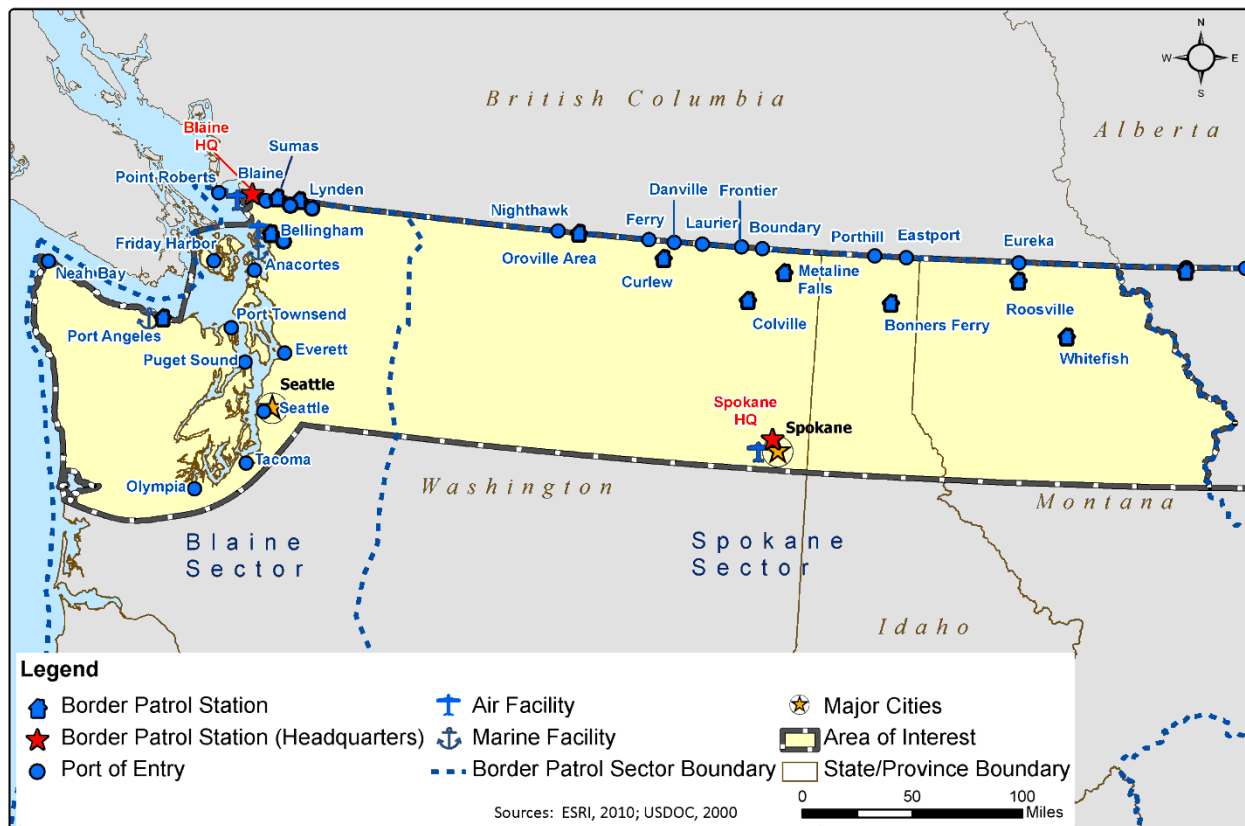 N
W E
S
British Columbia
Alberta
Blaine
HQ
Sumas
Point Roberts
Blaine
Lynden
Danville
Frontier
Nighthawk
Ferry
Laurier
Boundary
Porthill
Eastport
Eureka
Friday Harbor
Bellingham
Neah Bay
Anacortes
Oroville Area
Curlew
Metaline
Falls
Colville
Bonners Ferry
Roosville
Whitefish
Port Angeles
Port Townsend
Puget Sound
Everett
Seattle
Seattle
Spokane
HQ
Spokane
Tacoma
Olympia
Washington
Montana
Blaine
Sector
Spokane
Sector
Idaho
Legend
Border Patrol Station
Border Patrol Station (Headquarters)
Port of Entry
Air Facility
Marine Facility
Border Patrol Sector Boundary
Major Cities
Area of Interest
State/Province Boundary
Sources: ESRI, 2010; USDOC, 2000
0 50 100
Miles